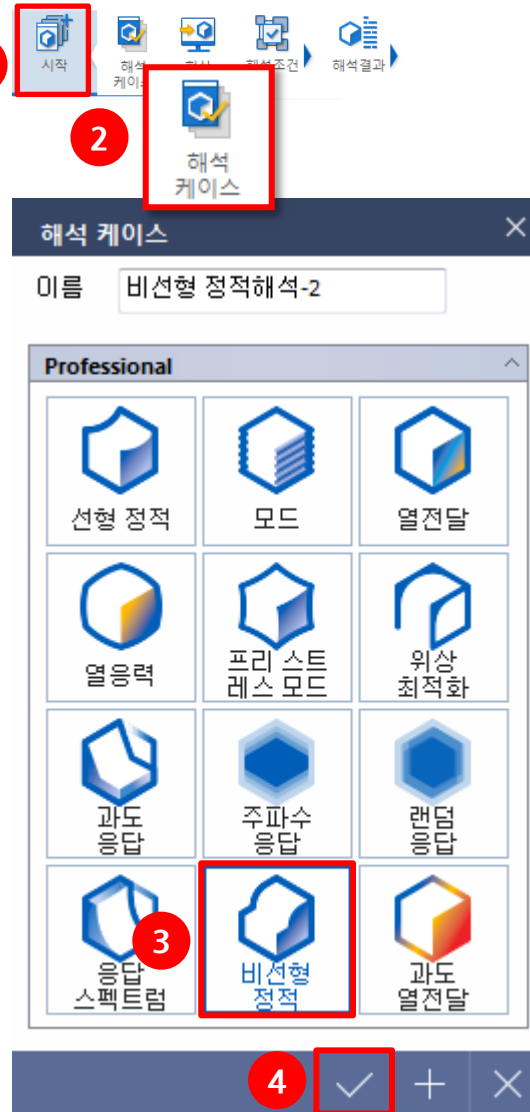 시작
해석
해석조건
해석결과
2
해석
케이스
해석 케이스
이름 비선형 정적해석-2
Professional
선형 정적
모드
열전달
열응력
프리 스트
레스 모드
위상
최적화
과도
응답
주파수
응답
랜덤
응답
응답
스펙트럼
3
비선형
정적
과도
열전달
4